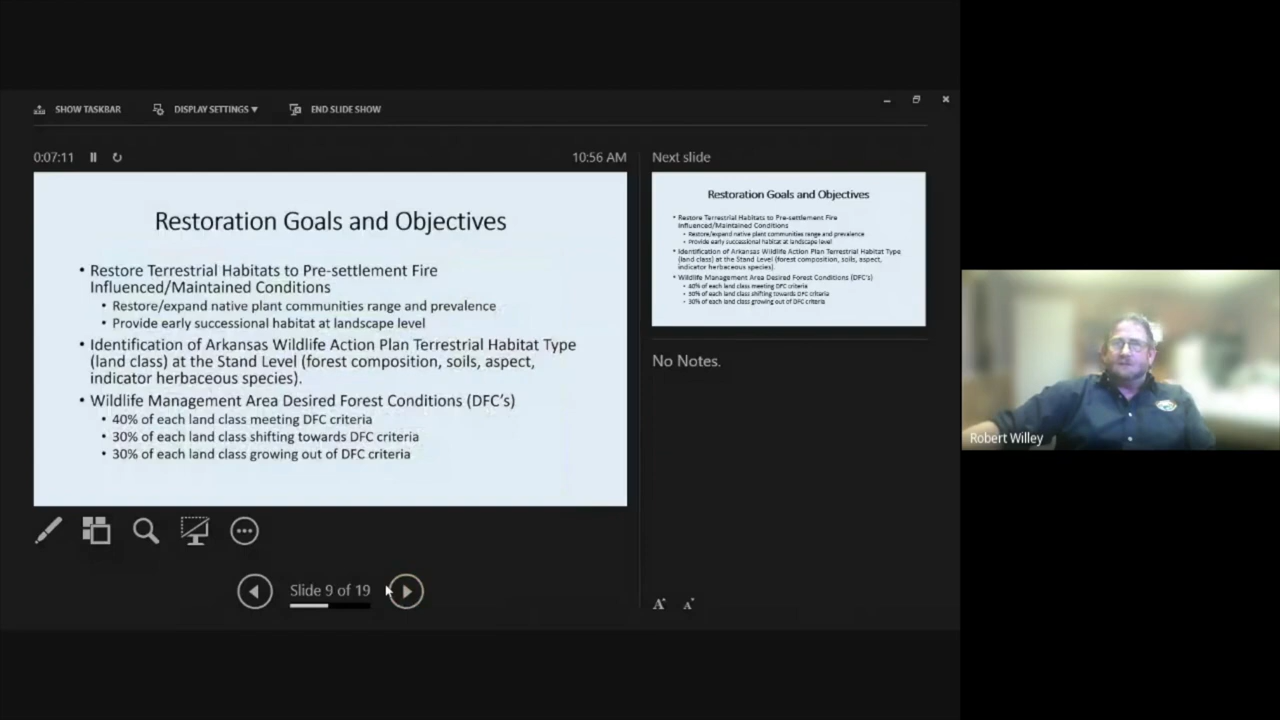 SHOW TASKBAR
DISPLAY SETTINGS
END SLIDE SHOW
0:07:11
10:56 AM
Next slide
Restoration Goals and Objectives
• Restore Terrestrial Habitats to Pre-settlement Fire
Influenced/Maintained Conditions
• Restore/expand native plant communities range and prevalence
• Provide early successional habitat at landscape level
• Identification of Arkansas Wildlife Action Plan Terrestrial Habitat Type
(land class) at the Stand Level (forest composition, soils, aspect,
indicator herbaceous species).
• Wildlife Management Area Desired Forest Conditions (DFC's)
• 40% of each land class meeting DFC criteria
• 30% of each land class shifting towards DFC criteria
• 30% of each land class growing out of DFC criteria
Restoration Goals and Objectives
• Restore Terrestrial Habitats to Pre-settlement Fire
Influenced/Maintained Conditions
• Restore/expand native plant communities range and prevalence
• Provide early successional habitat at landscape level
• Identification of Arkansas Wildlife Action Plan Terrestrial Habitat Type
(land class) at the Stand Level (forest composition, soils, aspect,
indicator herbaceous species).
• Wildlife Management Area Desired Forest Conditions (DFC's)
• 40% of each land class meeting DFC criteria
• 30% of each land class shifting towards DFC criteria
• 30% of each land class growing out of DFC criteria
No Notes.
Slide 9 of 19
A A
Robert Willey